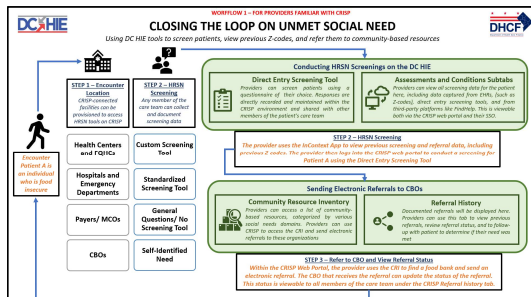 WORFFLOW 1 – FOR PROVIDERS FAMILIAR WITH CRISP
DC HIE
DHCF
CLOSING THE LOOP ON UNMET SOCIAL NEED
Using DC HIE tools to screen patients, view previous Z-codes, and refer them to community-based resources
STEP 1 – Encounter
Location
CRISP-connected
facilities can be
provisioned to access
HRSN tools on CRISP
Health Centers
and FQHCs
Hospitals and
Emergency
Departments
Payers/ MCOs
CBOs
STEP 2 – HRSN
Screening
Any member of the
care team can collect
and document
screening data
Custom Screening
Tool
Standardized
Screening Tool
General
Questions/ No
Screening Tool
Self-Identified
Need
Encounter
Patient A is
an individual
who is food
insecure
Conducting HRSN Screenings on the DC HIE
Direct Entry Screening Tool
Providers can screen patients using a
questionnaire of their choice. Responses are
directly recorded and maintained within the
CRISP environment and shared with other
members of the patient's care team
Assessments and Conditions Subtabs
Providers can view all screening data for the patient
here, including data captured from EHRs, (such as
Z-codes), direct entry screening tools, and from
third-party platforms like FindHelp. This is viewable
both via the CRISP web portal and their SSO.
STEP 2 – HRSN Screening
The provider uses the InContext App to view previous screening and referral data, including
previous Z codes. The provider then logs into the CRISP web portal to conduct a screening for
Patient A using the Direct Entry Screening Tool
Sending Electronic Referrals to CBOs
Community Resource Inventory
Providers can access a list of community-
based resources, categorized by various
social needs domains. Providers can use
CRISP to access the CRI and send electronic
referrals to these organizations
Referral History
Documented referrals will be displayed here.
Providers can use this tab to view previous
referrals, review referral status, and to
follow-up with patient to determine if their need was
met
STEP 3 – Refer to CBO and View Referral Status
Within the CRISP Web Portal, the provider uses the CRI to find a food bank and send an
electronic referral. The CBO that receives the referral can update the status of the referral.
This status is viewable to all members of the care team under the CRISP Referral history tab.